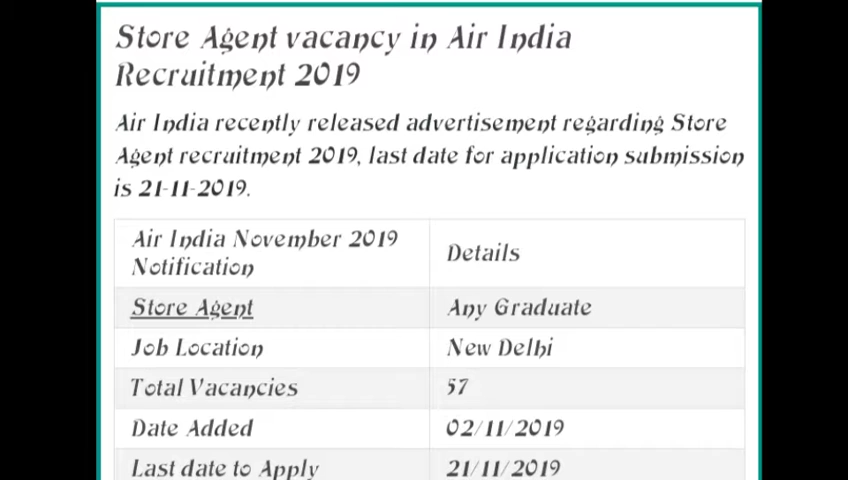 Store Agent vacancy in Air India
Recruitment 2019
Air India recently released advertisement regarding Store
Agent recruitment 2019, last date for application submission
is 21-11-2019.
Air India November 2019
Notification
Details
Store Agent
Any Graduate
Job Location
New Delhi
Total Vacancies
57
Date Added
02/11/2019
Last date to Apply
21/11/2019